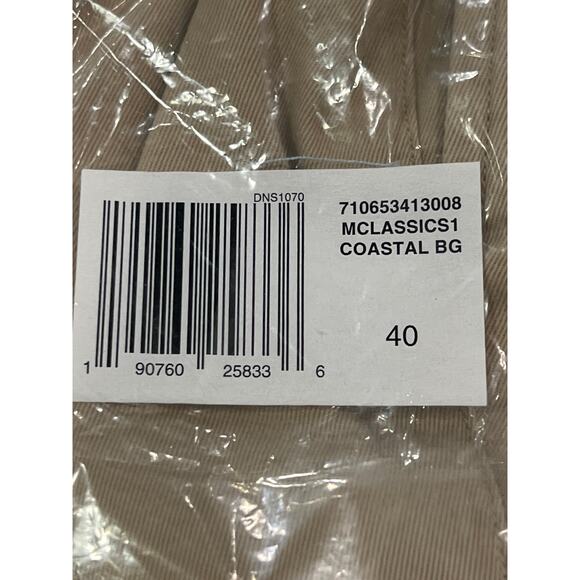 DNS1070
1 90760 25833 6
710653413008
MCLASSICS1
COASTAL BG
40